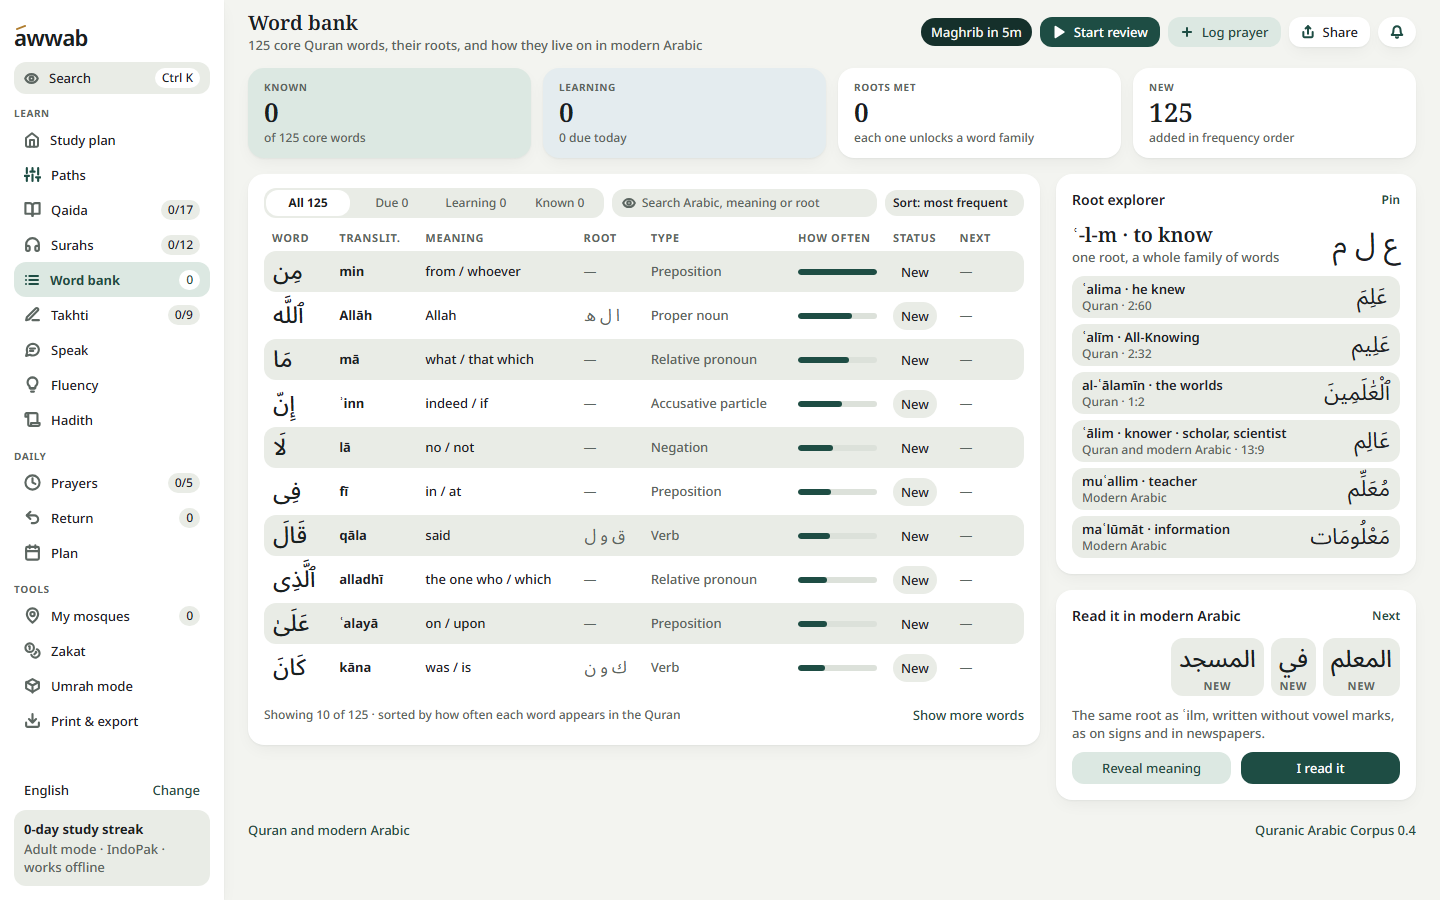 awwab
Search Ctrl K
LEARN
Study plan
Paths
Qaida 0/17
Surahs 0/12
Word bank 0
Takhti 0/9
Speak
Fluency
Hadith
DAILY
Prayers 0/5
Return 0
Plan
TOOLS
My mosques 0
Zakat
Umrah mode
Print & export
English Change
0-day study streak
Adult mode · IndoPak ·
works offline
Word bank
125 core Quran words, their roots, and how they live on in modern Arabic
Maghrib in 5m Start review Log prayer Share
KNOWN
0
of 125 core words
LEARNING
0
0 due today
ROOTS MET
0
each one unlocks a word family
NEW
125
added in frequency order
All 125 Due 0 Learning 0 Known 0 Search Arabic, meaning or root Sort: most frequent
WORD TRANSLIT. MEANING ROOT TYPE HOW OFTEN STATUS NEXT
مِن min from / whoever — Preposition New —
ٱللَّه Allāh Allah ا ل ه Proper noun New —
مَا mā what / that which — Relative pronoun New —
إِنّ ʾinn indeed / if — Accusative particle New —
لَا lā no / not — Negation New —
فِى fī in / at — Preposition New —
قَالَ qāla said ق و ل Verb New —
ٱلَّذِى alladhī the one who / which — Relative pronoun New —
عَلَىٰ ʿalayā on / upon — Preposition New —
كَانَ kāna was / is ك و ن Verb New —
Showing 10 of 125 · sorted by how often each word appears in the Quran Show more words
Root explorer Pin
ʿ-l-m · to know
one root, a whole family of words
ع ل م
ʿalima · he knew
Quran · 2:60
عَلِمَ
ʿalīm · All-Knowing
Quran · 2:32
عَلِيم
al-ʿālamīn · the worlds
Quran · 1:2
ٱلْعَٰلَمِينَ
ʿālim · knower · scholar, scientist
Quran and modern Arabic · 13:9
عَالِم
muʿallim · teacher
Modern Arabic
مُعَلِّم
maʿlūmāt · information
Modern Arabic
مَعْلُومَات
Read it in modern Arabic Next
المعلم في المسجد
NEW NEW NEW
The same root as ʿilm, written without vowel marks,
as on signs and in newspapers.
Reveal meaning I read it
Quran and modern Arabic Quranic Arabic Corpus 0.4